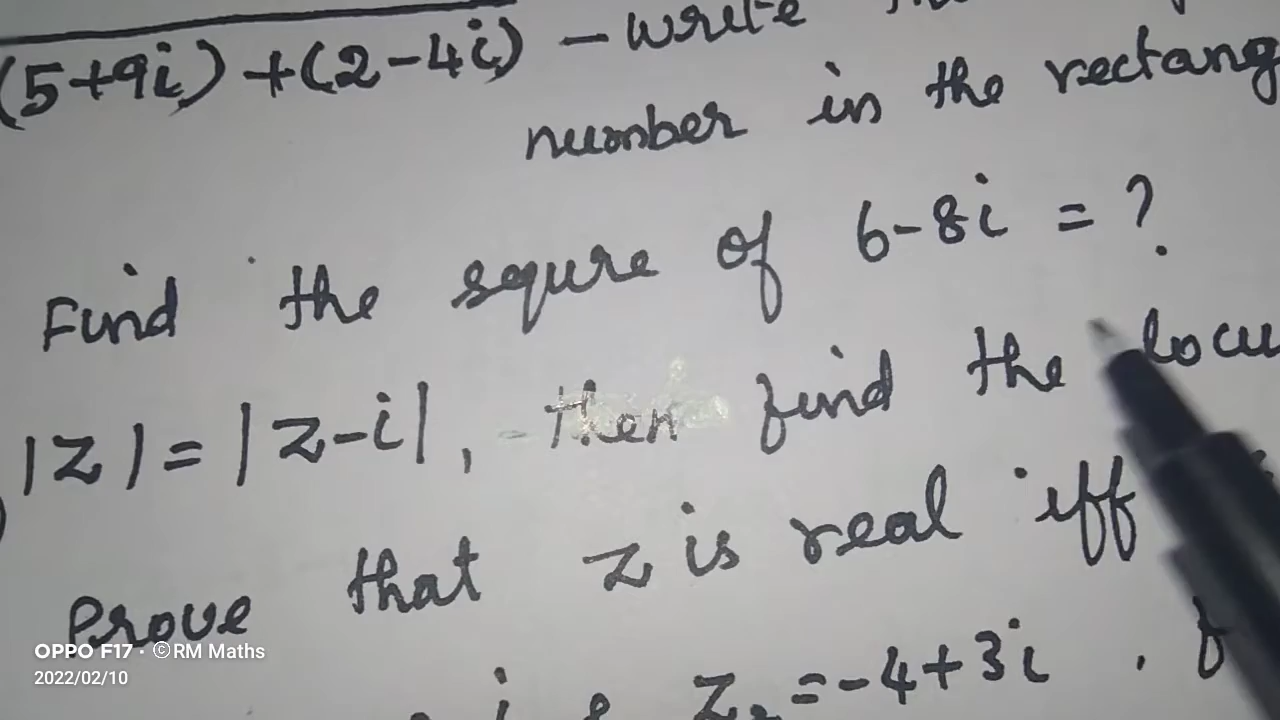 (5+9i)+(2-4i) - write
number in the rectang
Find the squre of 6-8i = ?
|z| = |z-i|, then find the locu
Prove that z is real iff
i & z₂ = -4+3i, f
OPPO F17 · ©RM Maths
2022/02/10